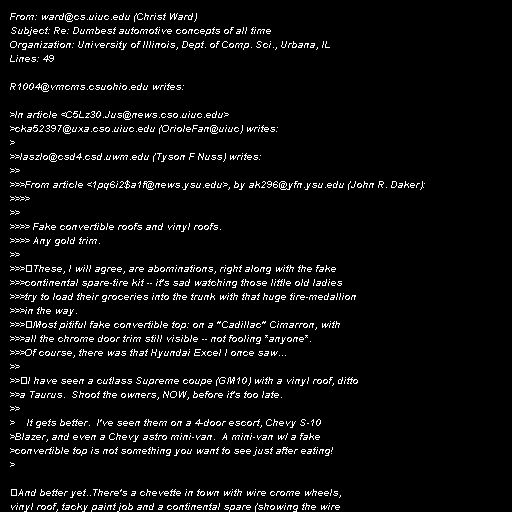 From: ward@cs.uiuc.edu (Christ Ward)
Subject: Re: Dumbest automotive concepts of all time
Organization: University of Illinois, Dept. of Comp. Sci., Urbana, IL
Lines: 49

R1004@vmcms.csuohio.edu writes:

>In article <C5Lz30.Jus@news.cso.uiuc.edu>
>cka52397@uxa.cso.uiuc.edu (OrioleFan@uiuc) writes:
>
>>laszlo@csd4.csd.uwm.edu (Tyson F Nuss) writes:
>>
>>>From article <1pq6i2$a1f@news.ysu.edu>, by ak296@yfn.ysu.edu (John R. Daker):
>>>>
>>
>>>> Fake convertible roofs and vinyl roofs.
>>>> Any gold trim.
>>
>>>▯These, I will agree, are abominations, right along with the fake
>>>continental spare-tire kit -- it's sad watching those little old ladies
>>>try to load their groceries into the trunk with that huge tire-medallion
>>>in the way.
>>>▯Most pitiful fake convertible top: on a "Cadillac" Cimarron, with
>>>all the chrome door trim still visible -- not fooling *anyone*.
>>>Of course, there was that Hyundai Excel I once saw...
>>
>>▯I have seen a cutlass Supreme coupe (GM10) with a vinyl roof, ditto
>>a Taurus.  Shoot the owners, NOW, before it's too late.
>>
>    It gets better.  I've seen them on a 4-door escort, Chevy S-10
>Blazer, and even a Chevy astro mini-van.  A mini-van w/ a fake
>convertible top is not something you want to see just after eating!
>

▯And better yet..There's a chevette in town with wire crome wheels,
vinyl roof, tacky paint job and a continental spare (showing the wire